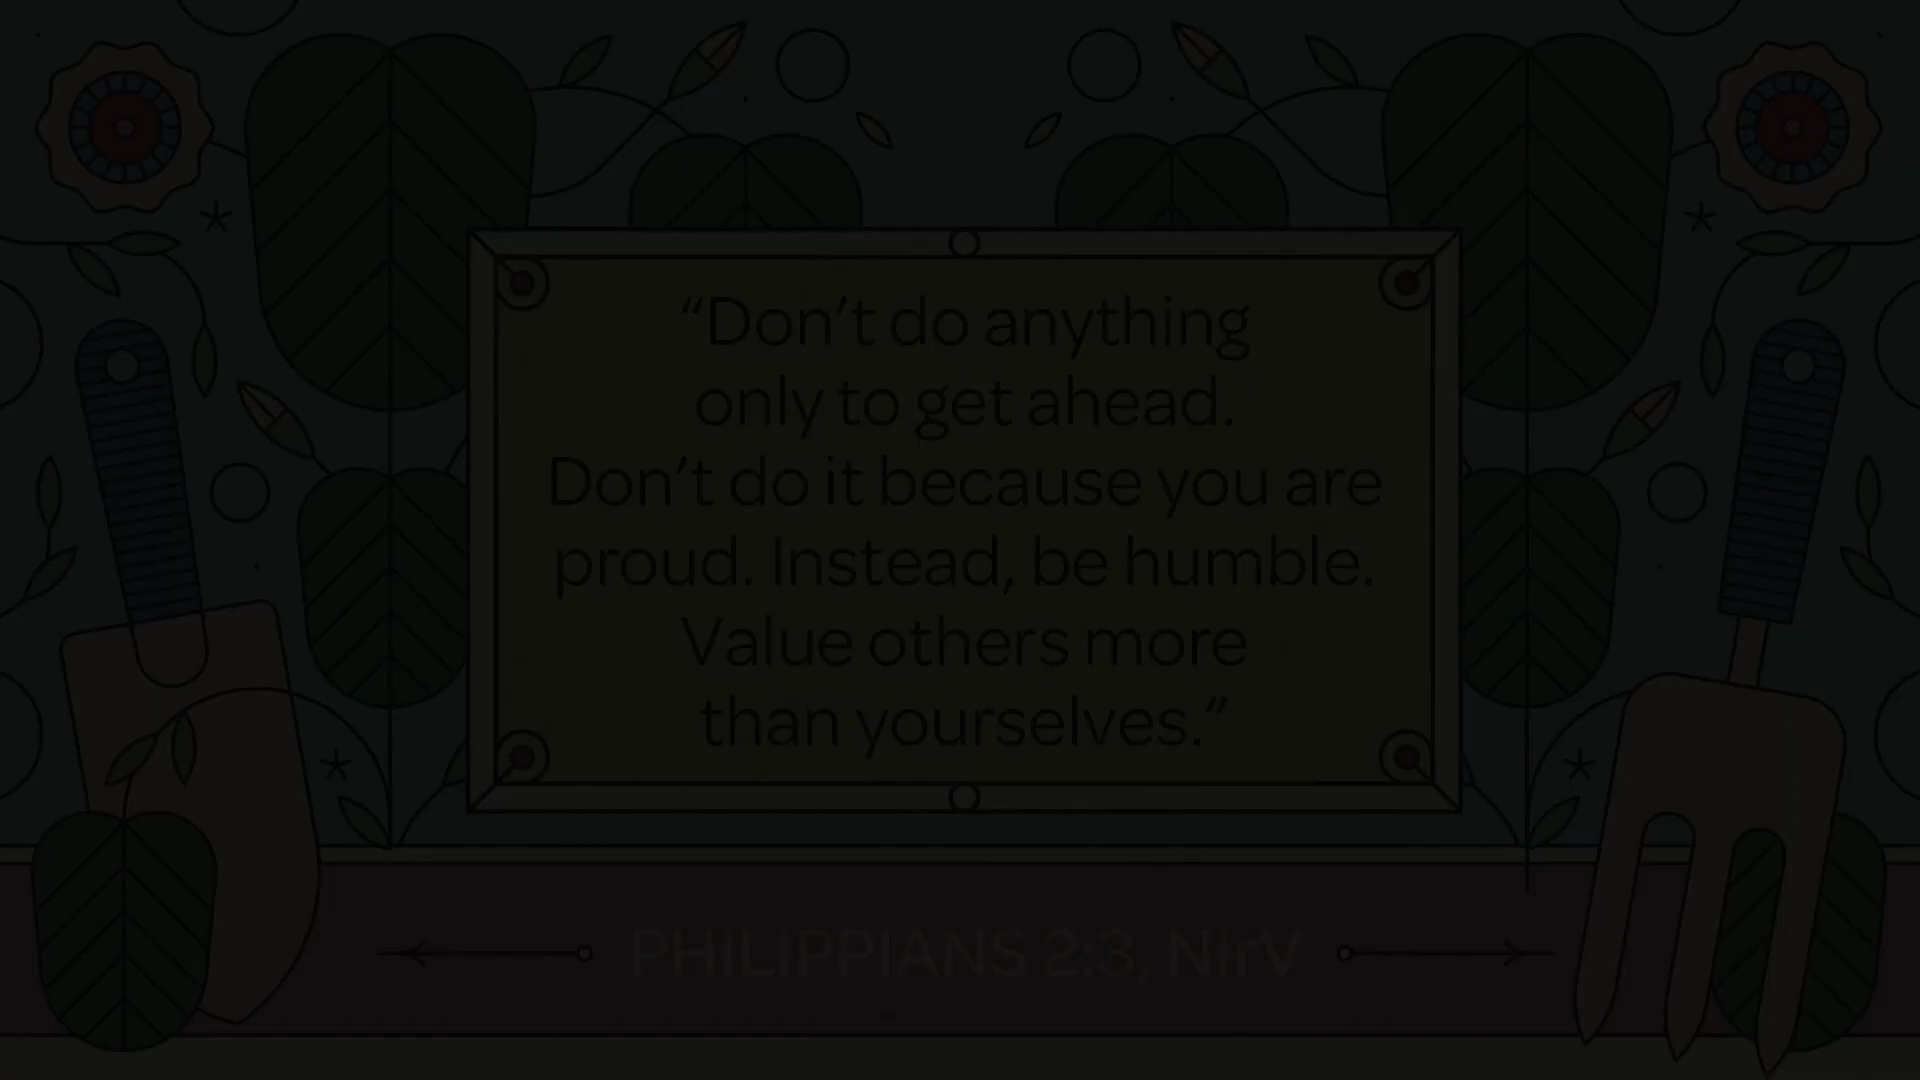 “Don’t do anything
only to get ahead.
Don’t do it because you are
proud. Instead, be humble.
Value others more
than yourselves.”
PHILIPPIANS 2:3, NIrV